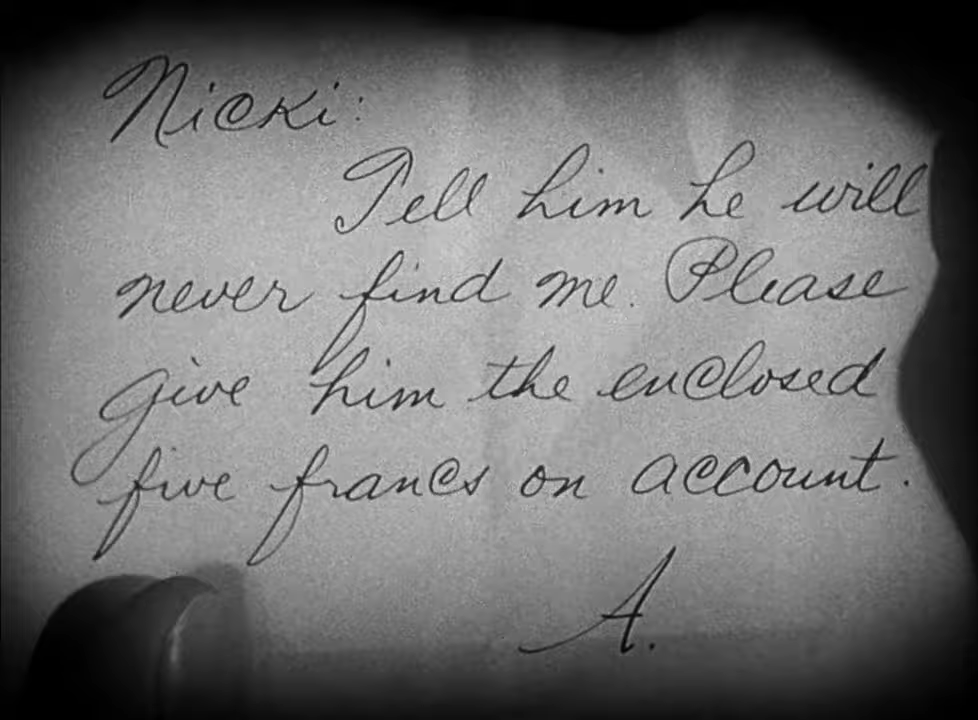 Nicki:
Tell him he will
never find me. Please
give him the enclosed
five francs on account.
A.